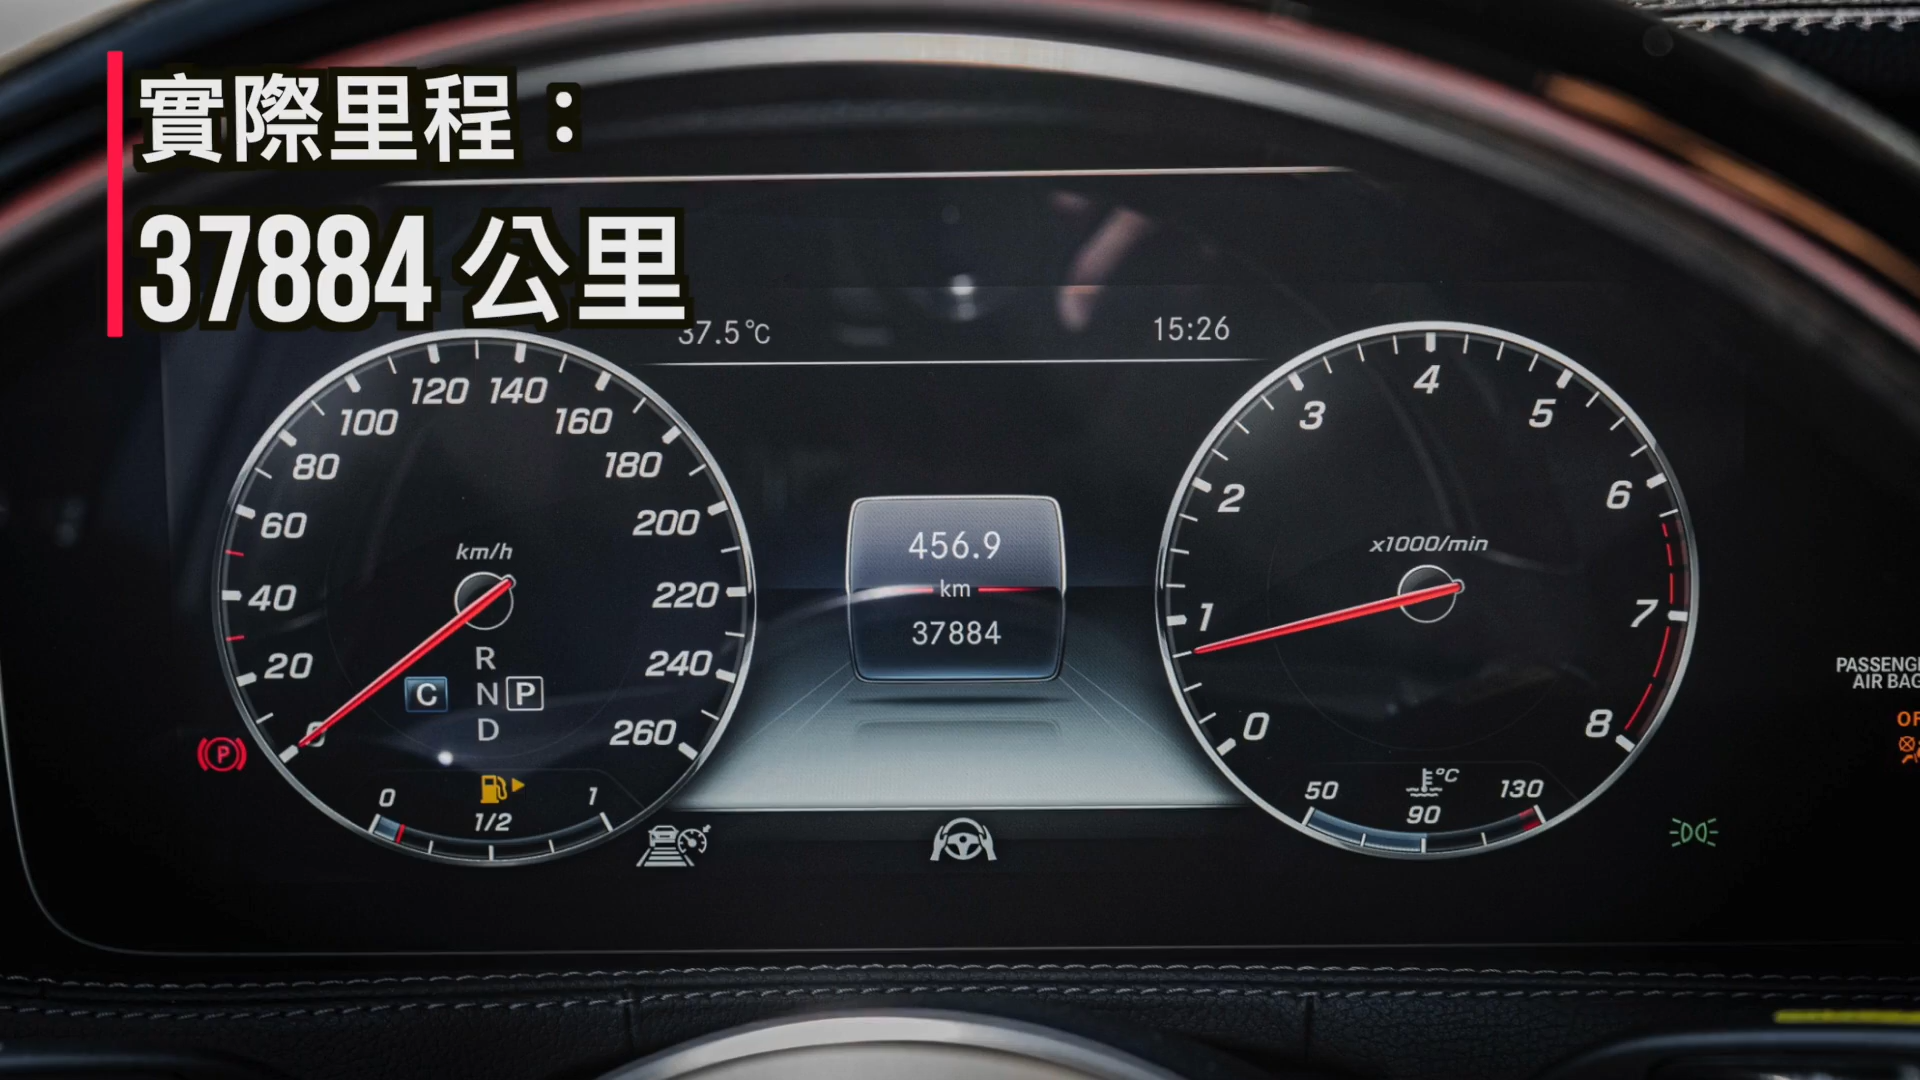 實際里程：
37884 公里
37.5°C
15:26
km/h
0
20
40
60
80
100
120
140
160
180
200
220
240
260
C
R
N P
D
P
0
1/2
1
456.9
km
37884
x1000/min
0
1
2
3
4
5
6
7
8
50
90
130
°C
PASSENG
AIR BAG
OF